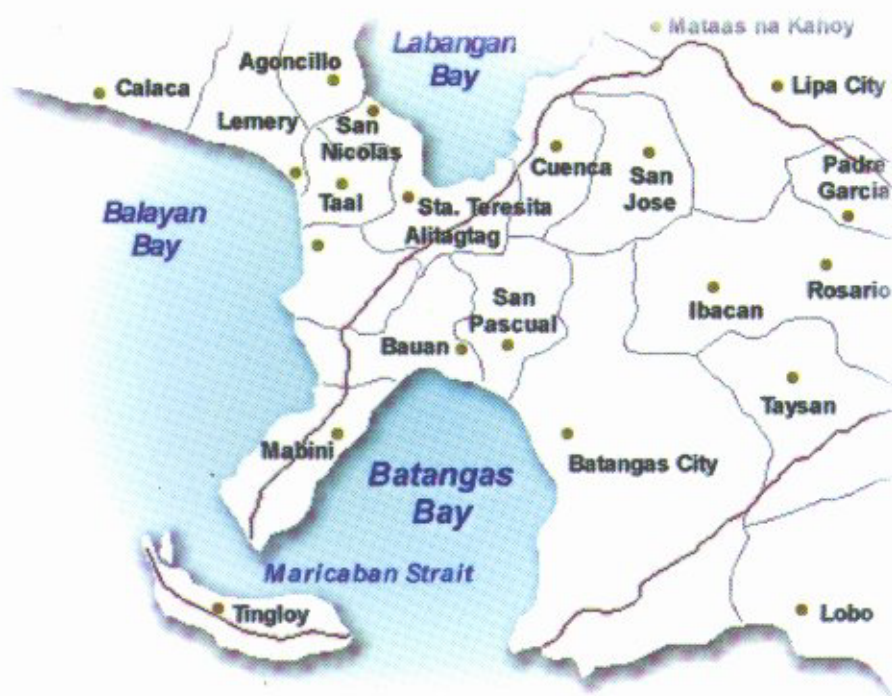 Mataas na Kahoy
Labangan
Bay
Agoncillo
Calaca
Lipa City
Lemery
San
Nicolas
Cuenca
San
Jose
Padre
Garcia
Taal
Sta. Teresita
Balayan
Bay
Alitagtag
San
Pascual
Ibacan
Rosario
Bauan
Taysan
Mabini
Batangas
Bay
Batangas City
Maricaban Strait
Tingloy
Lobo